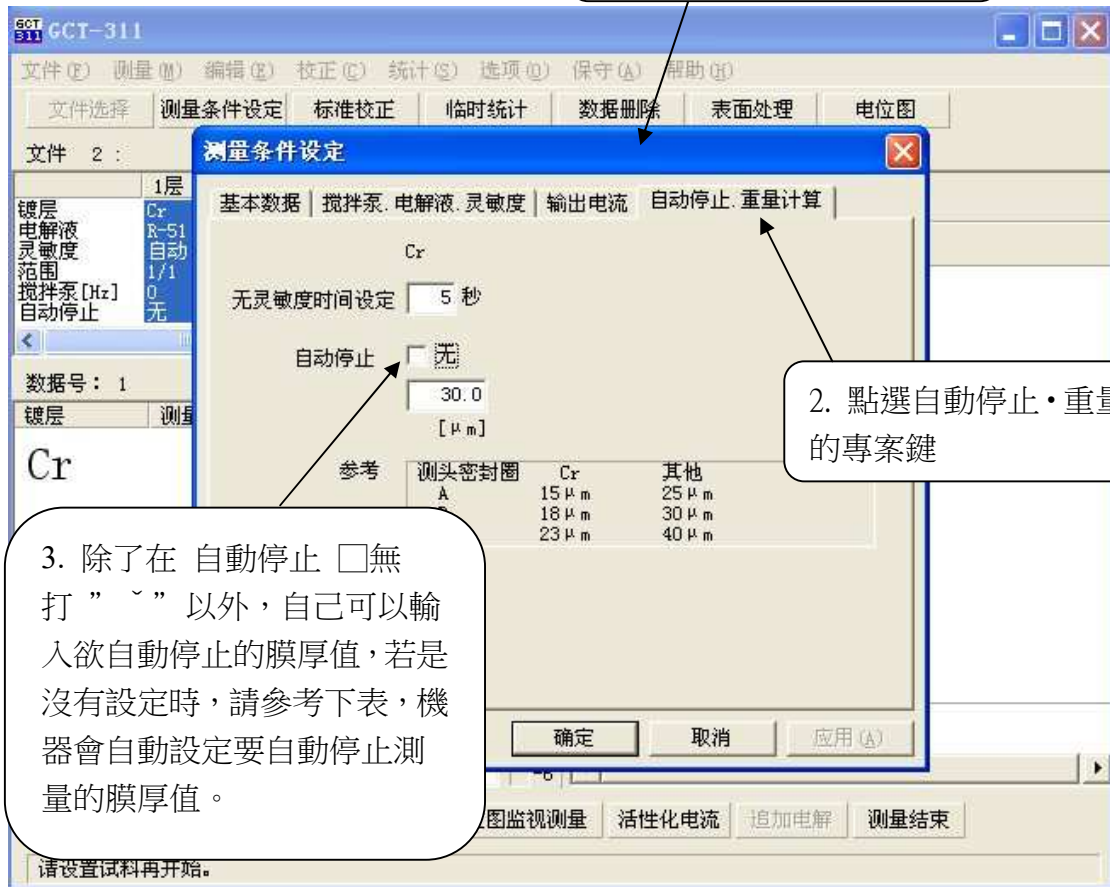 GCT 311 GCT-311
文件(F) 测量(M) 编辑(E) 校正(C) 统计(S) 选项(O) 保守(A) 帮助(H)
文件选择 测量条件设定 标准校正 临时统计 数据册除 表面处理 电位图
文件 2 :
测量条件设定
1层
镀层 Cr
电解液 R-51
灵敏度 自动
范围 1/1
搅拌泵[Hz] 0
自动停止 无
基本数据 搅拌泵.电解液.灵敏度 输出电流 自动停止.重量计算
Cr
无灵敏度时间设定 5 秒
自动停止 无
30.0
[μm]
参考 测头密封圈 Cr 其他
A 15μm 25μm
18μm 30μm
23μm 40μm
数据号: 1
镀层
Cr
2. 點選自動停止•重量
的專案鍵
3. 除了在 自動停止 □無
打 ” ˇ” 以外，自己可以輸
入欲自動停止的膜厚值，若是
沒有設定時，請參考下表，機
器會自動設定要自動停止測
量的膜厚值。
确定 取消 应用(A)
图监视测量 活性化电流 追加电解 测量结束
请设置试料再开始。